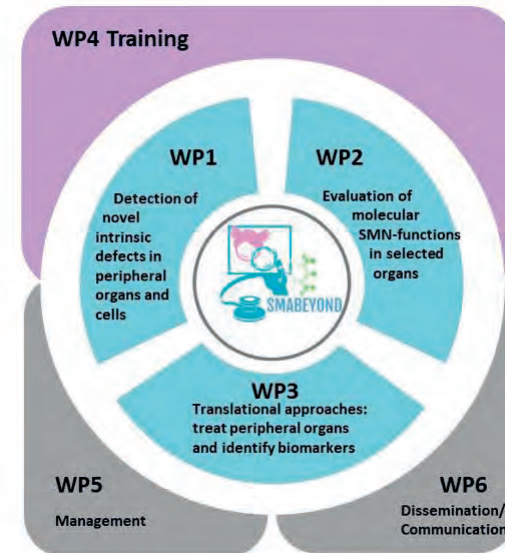 WP4 Training
WP1
Detection of
novel
intrinsic
defects in
peripheral
organs and
cells
WP2
Evaluation of
molecular
SMN-functions
in selected
organs
SMABEYOND
WP3
Translational approaches:
treat peripheral organs
and identify biomarkers
WP5
Management
WP6
Dissemination/
Communication